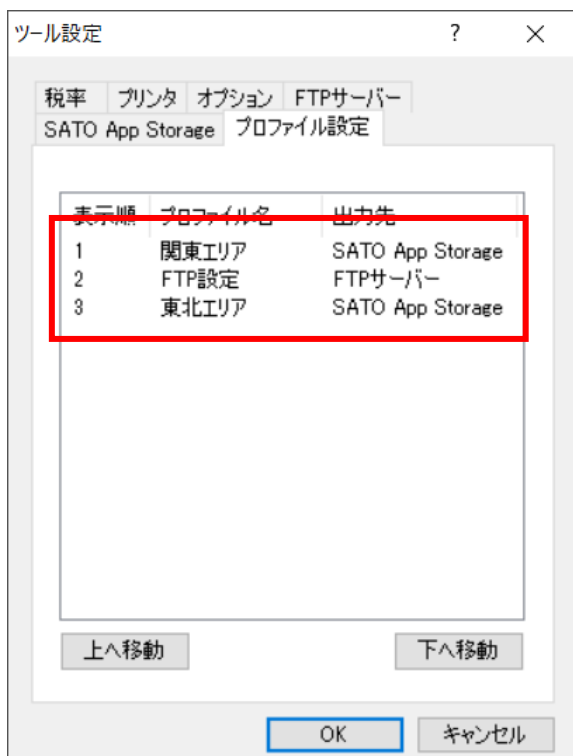 ツール設定 ?
税率 プリンタ オプション FTPサーバー
SATO App Storage プロファイル設定
表示順 プロファイル名 出力先
1 関東エリア SATO App Storage
2 FTP設定 FTPサーバー
3 東北エリア SATO App Storage
上へ移動 下へ移動
OK キャンセル